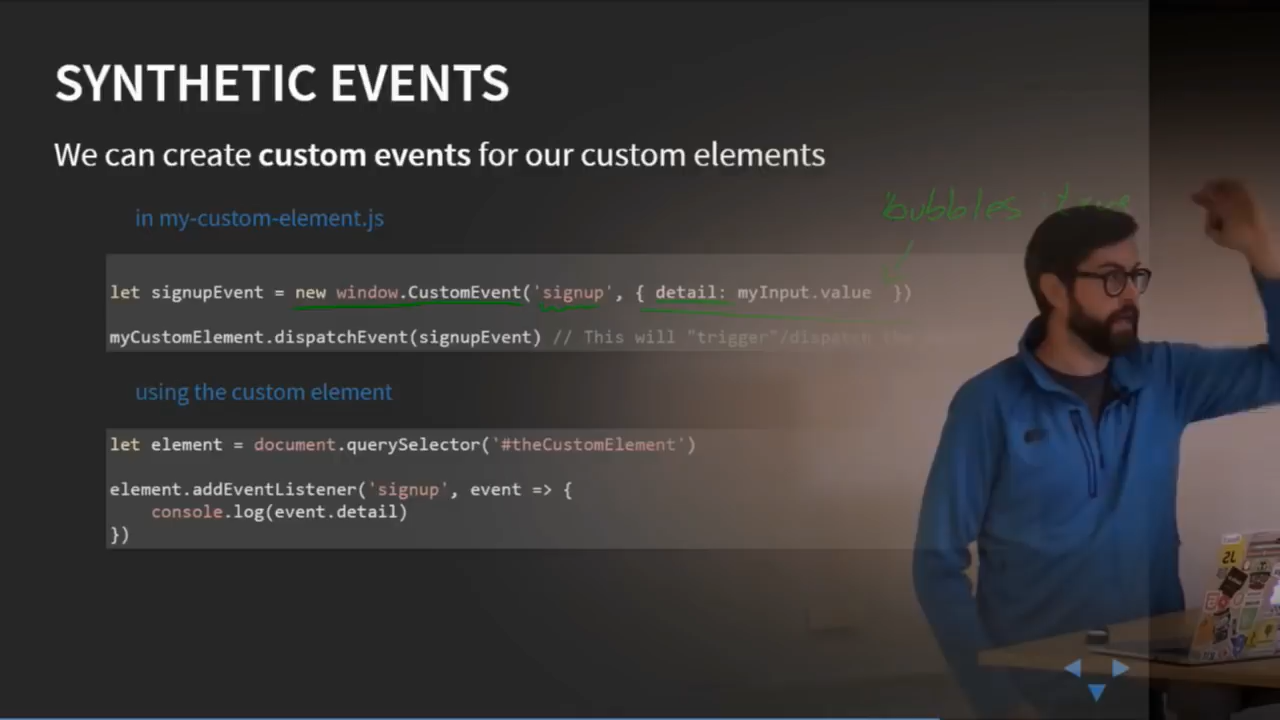 SYNTHETIC EVENTS
We can create custom events for our custom elements
bubbles true
in my-custom-element.js
let signupEvent = new window.CustomEvent('signup', { detail: myInput.value })
myCustomElement.dispatchEvent(signupEvent) // This will "trigger"/dispatch the
using the custom element
let element = document.querySelector('#theCustomElement')
element.addEventListener('signup', event => {
console.log(event.detail)
})